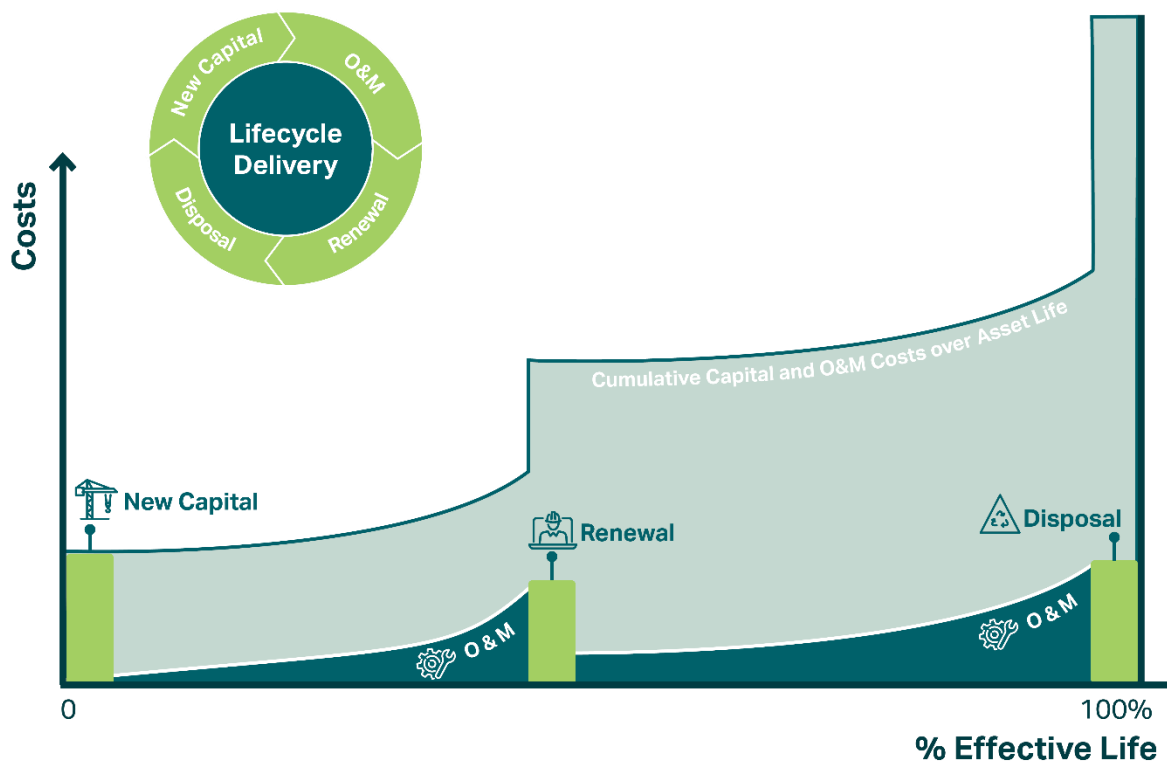 New Capital
O&M
Lifecycle
Delivery
Disposal
Renewal
Costs
Cumulative Capital and O&M Costs over Asset Life
New Capital
Renewal
Disposal
O & M
O & M
0
100%
% Effective Life